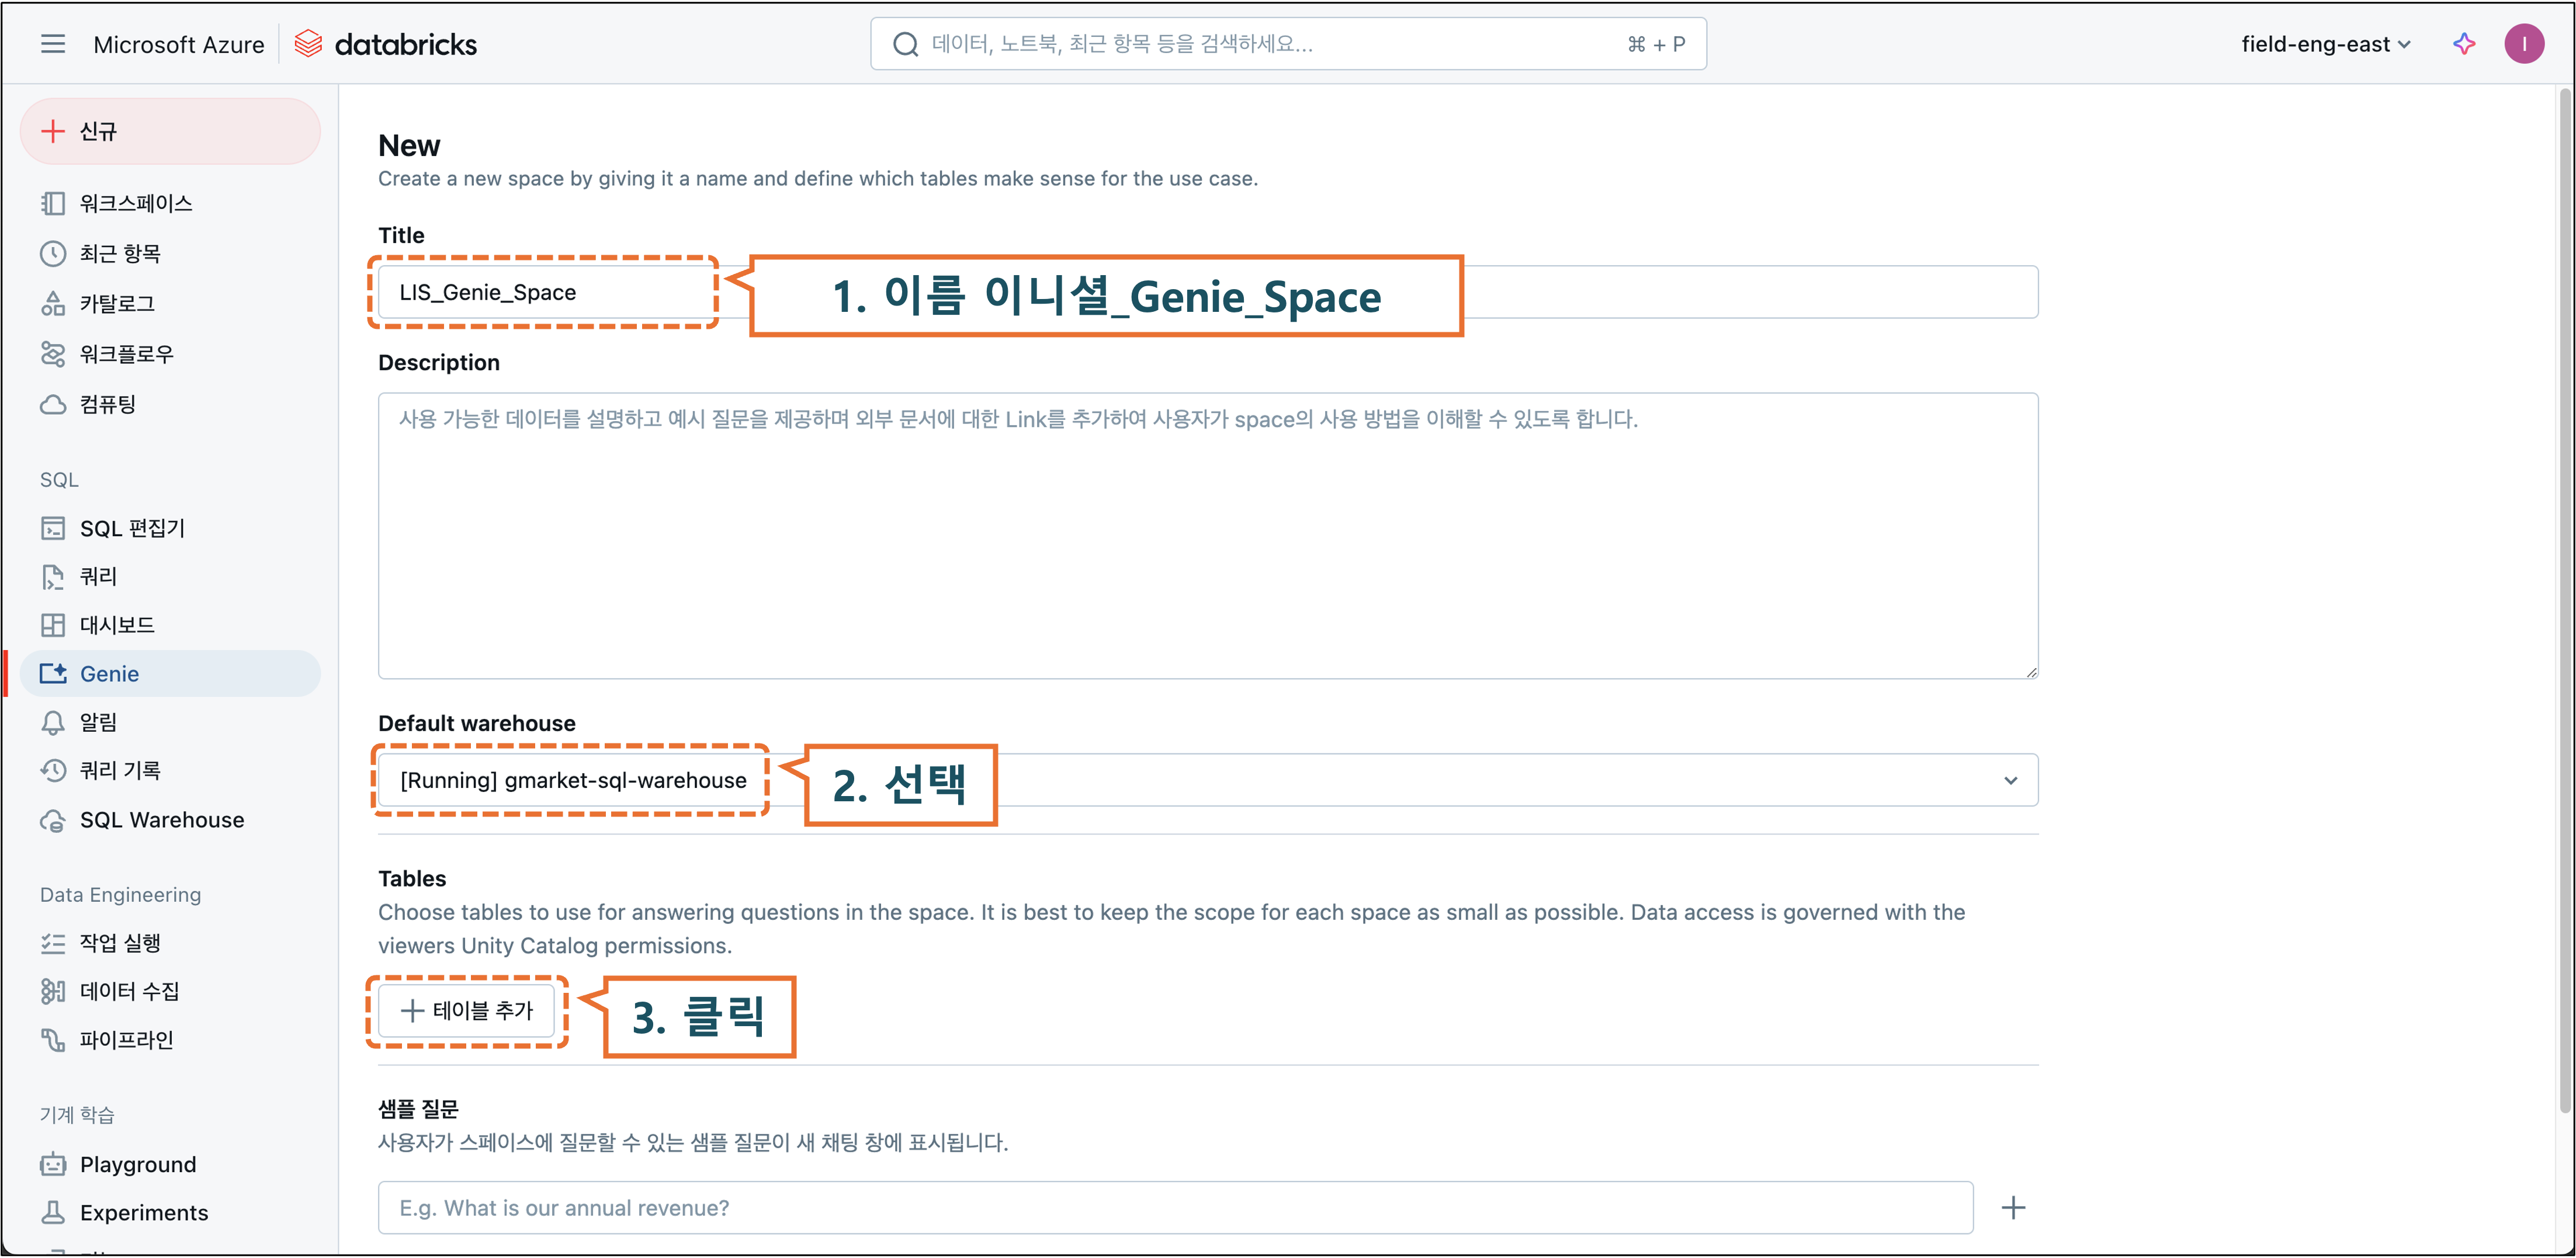 Microsoft Azure databricks
데이터, 노트북, 최근 항목 등을 검색하세요... ⌘ + P
field-eng-east I
신규
워크스페이스
최근 항목
카탈로그
워크플로우
컴퓨팅
SQL
SQL 편집기
쿼리
대시보드
Genie
알림
쿼리 기록
SQL Warehouse
Data Engineering
작업 실행
데이터 수집
파이프라인
기계 학습
Playground
Experiments
New
Create a new space by giving it a name and define which tables make sense for the use case.
Title
LIS_Genie_Space
1. 이름 이니셜_Genie_Space
Description
사용 가능한 데이터를 설명하고 예시 질문을 제공하며 외부 문서에 대한 Link를 추가하여 사용자가 space의 사용 방법을 이해할 수 있도록 합니다.
Default warehouse
[Running] gmarket-sql-warehouse
2. 선택
Tables
Choose tables to use for answering questions in the space. It is best to keep the scope for each space as small as possible. Data access is governed with the
viewers Unity Catalog permissions.
테이블 추가
3. 클릭
샘플 질문
사용자가 스페이스에 질문할 수 있는 샘플 질문이 새 채팅 창에 표시됩니다.
E.g. What is our annual revenue?